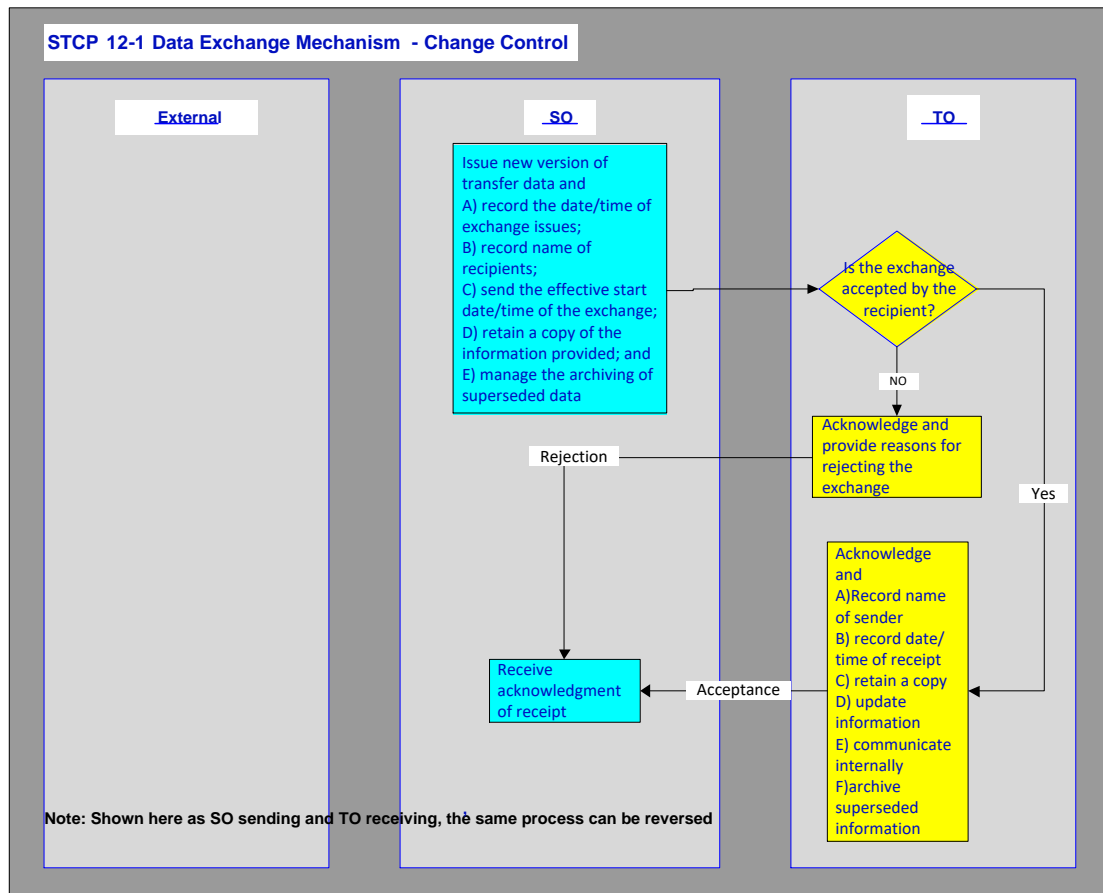 STCP 12-1 Data Exchange Mechanism - Change Control
External
SO
TO
Issue new version of
transfer data and
A) record the date/time of
exchange issues;
B) record name of
recipients;
C) send the effective start
date/time of the exchange;
D) retain a copy of the
information provided; and
E) manage the archiving of
superseded data
Is the exchange
accepted by the
recipient?
NO
Acknowledge and
provide reasons for
rejecting the
exchange
Rejection
Yes
Acknowledge
and
A)Record name
of sender
B) record date/
time of receipt
C) retain a copy
D) update
information
E) communicate
internally
F)archive
superseded
information
Acceptance
Receive
acknowledgment
of receipt
Note: Shown here as SO sending and TO receiving, the same process can be reversed